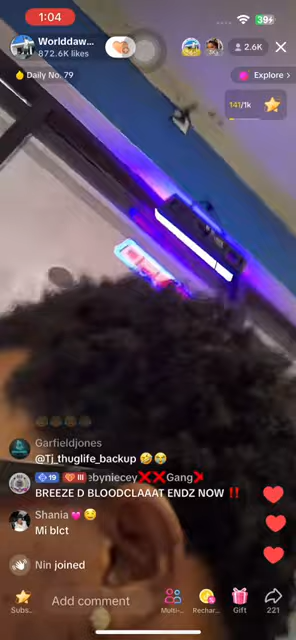 1:04
39
Worlddaw...
872.6K likes
2.6K
Daily No. 79
Explore >
141/1k
Garfieldjones
@Tj_thuglife_backup 🤣😂
19 III ebyniecey❌❌Gang❌
BREEZE D BLOODCLAAAT ENDZ NOW ‼️
Shania 💗😉
Mi blct
Nin joined
Subs...
Add comment
Multi-...
Rechar...
Gift
221